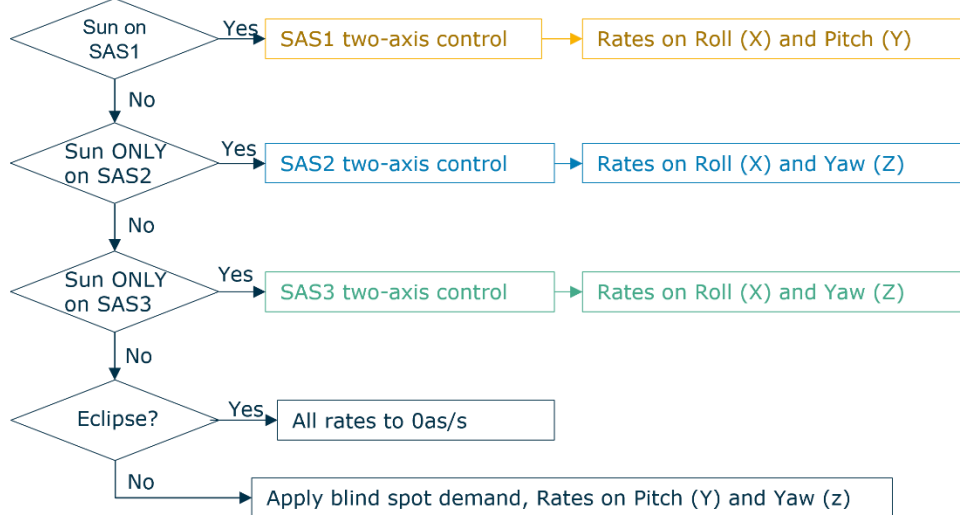 Sun on
SAS1
Yes
SAS1 two-axis control
Rates on Roll (X) and Pitch (Y)
No
Sun ONLY
on SAS2
Yes
SAS2 two-axis control
Rates on Roll (X) and Yaw (Z)
No
Sun ONLY
on SAS3
Yes
SAS3 two-axis control
Rates on Roll (X) and Yaw (Z)
No
Eclipse?
Yes
All rates to 0as/s
No
Apply blind spot demand, Rates on Pitch (Y) and Yaw (z)